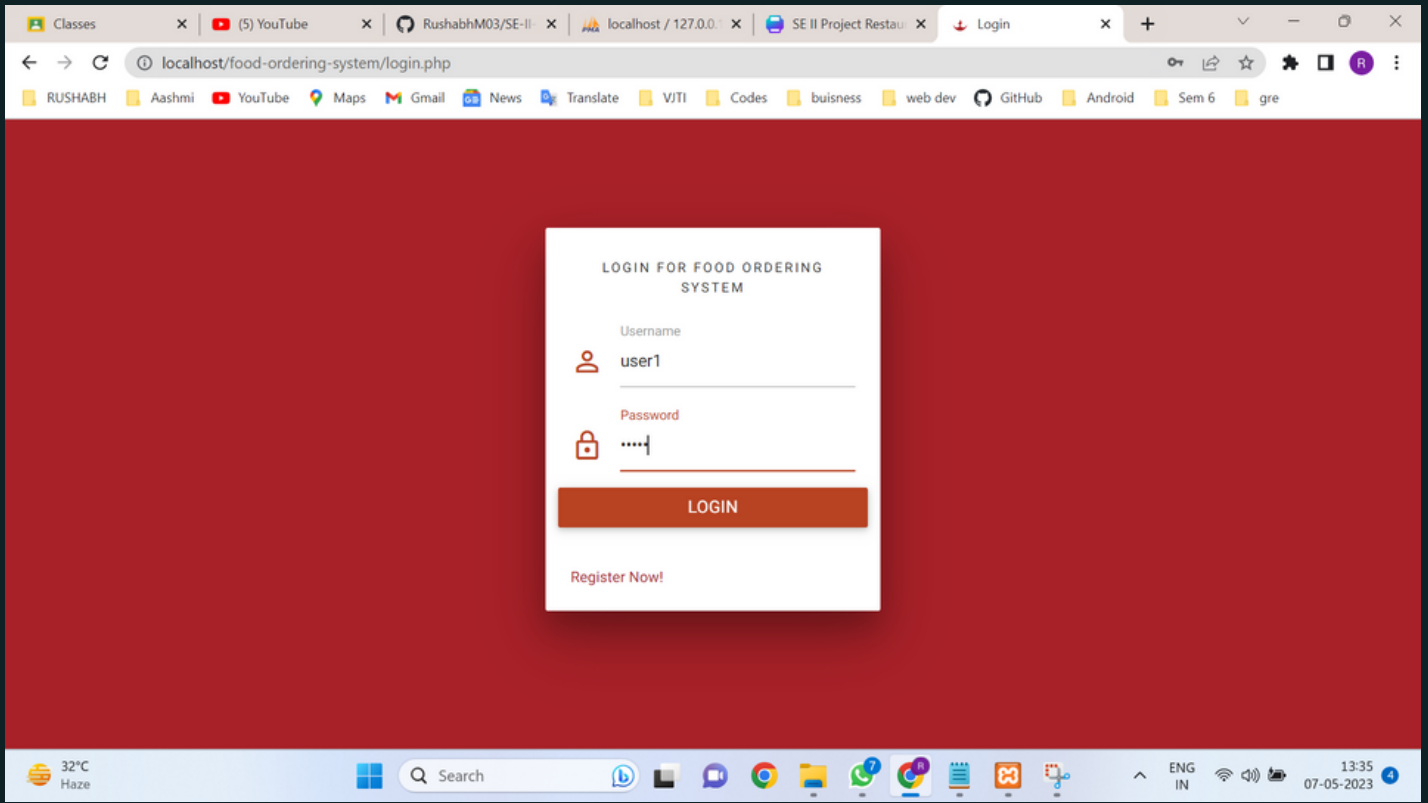 Classes
(5) YouTube
RushabhM03/SE-II-
localhost / 127.0.0.1
SE II Project Restau
Login
localhost/food-ordering-system/login.php
R
RUSHABH
Aashmi
YouTube
Maps
Gmail
News
Translate
VJTI
Codes
buisness
web dev
GitHub
Android
Sem 6
gre
LOGIN FOR FOOD ORDERING
SYSTEM
Username
user1
Password
•••••
LOGIN
Register Now!
32°C
Haze
Search
7
R
ENG
IN
13:35
07-05-2023
4